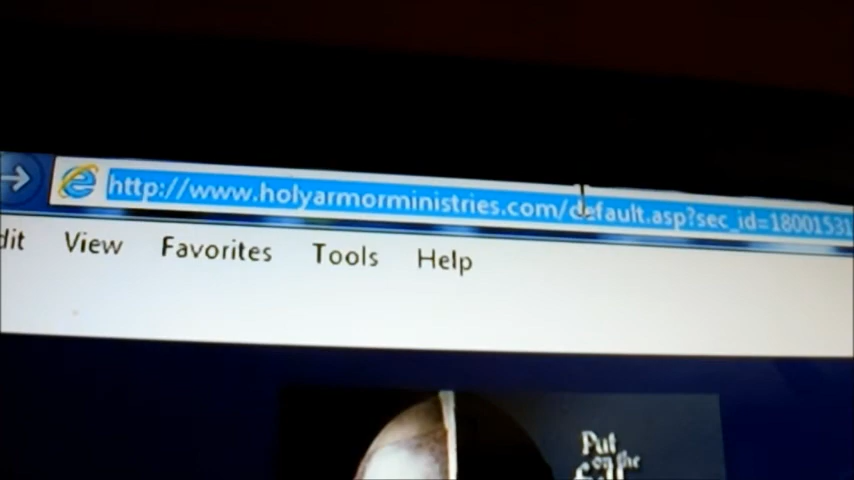 http://www.holyarmorministries.com/default.asp?sec_id=18001531
dit View Favorites Tools Help
Put
on the